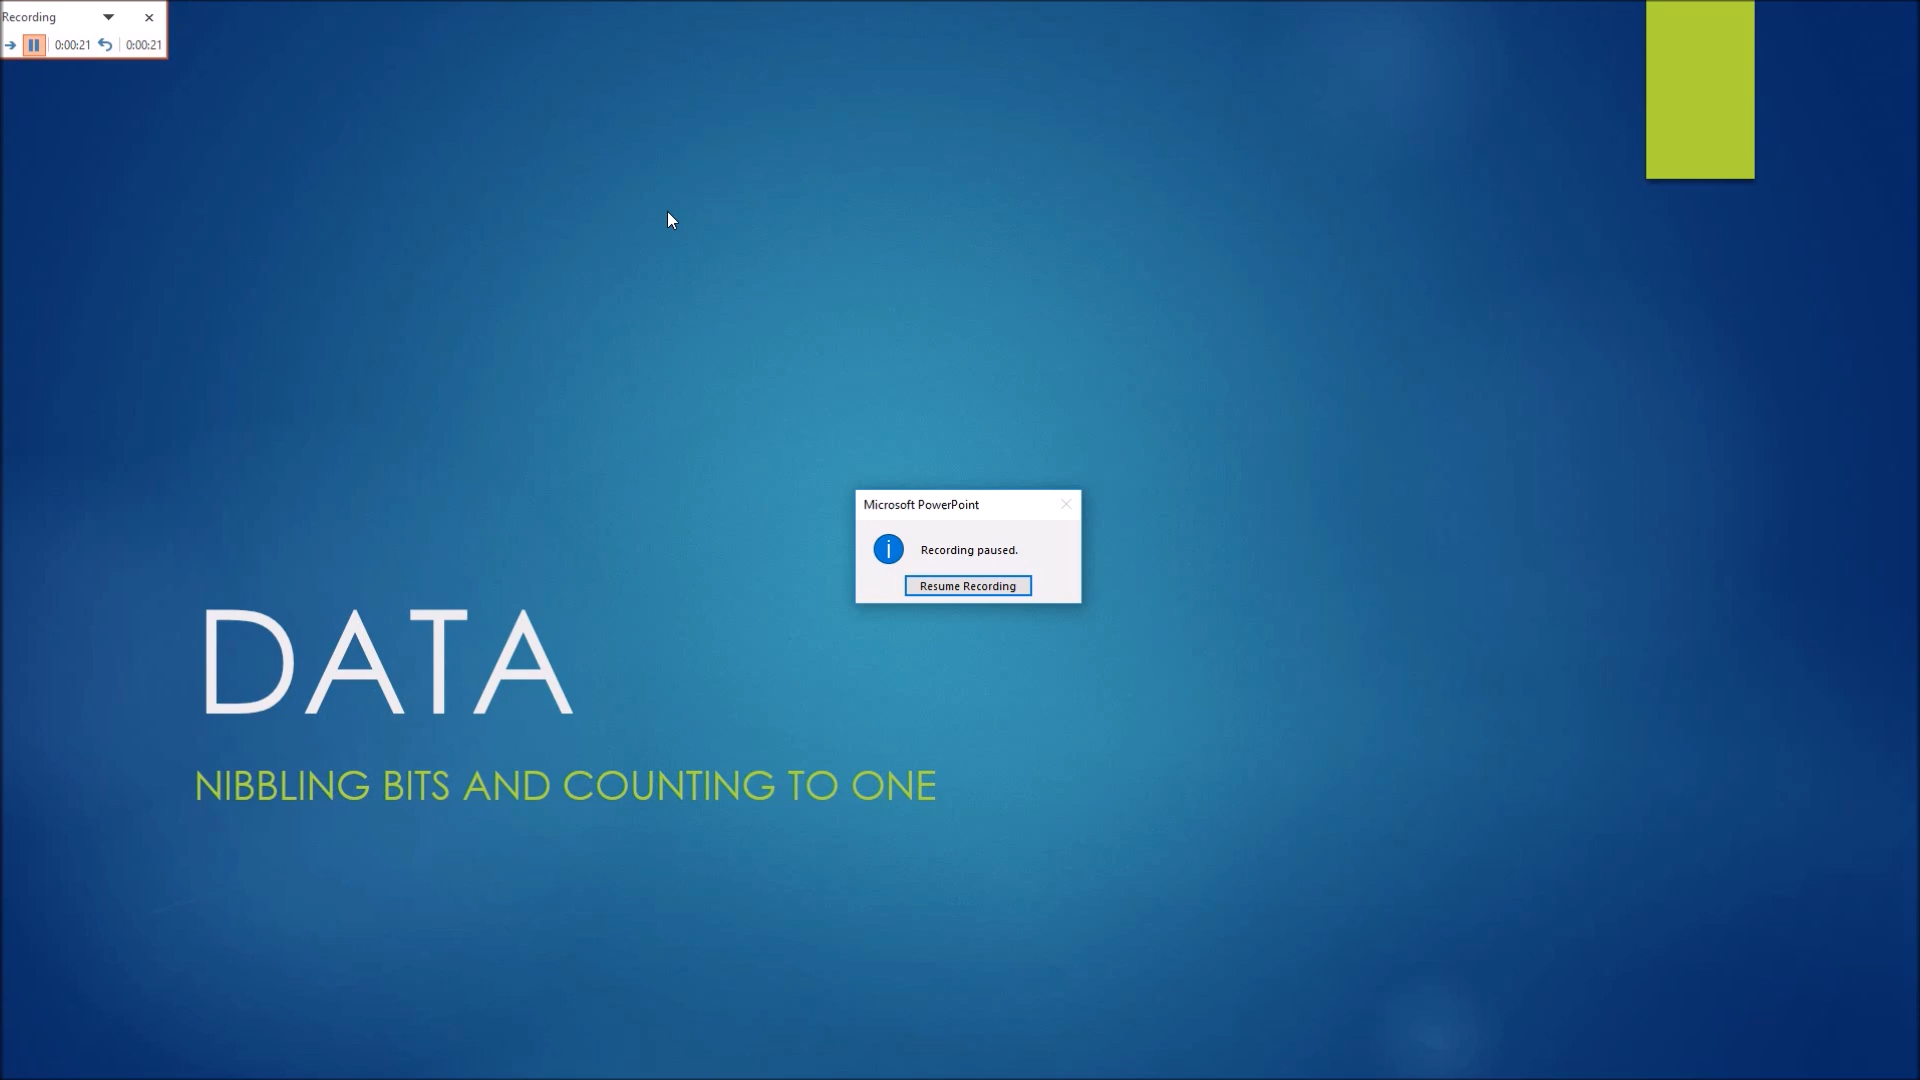 Recording
0:00:21 0:00:21
Microsoft PowerPoint
Recording paused.
Resume Recording
DATA
NIBBLING BITS AND COUNTING TO ONE